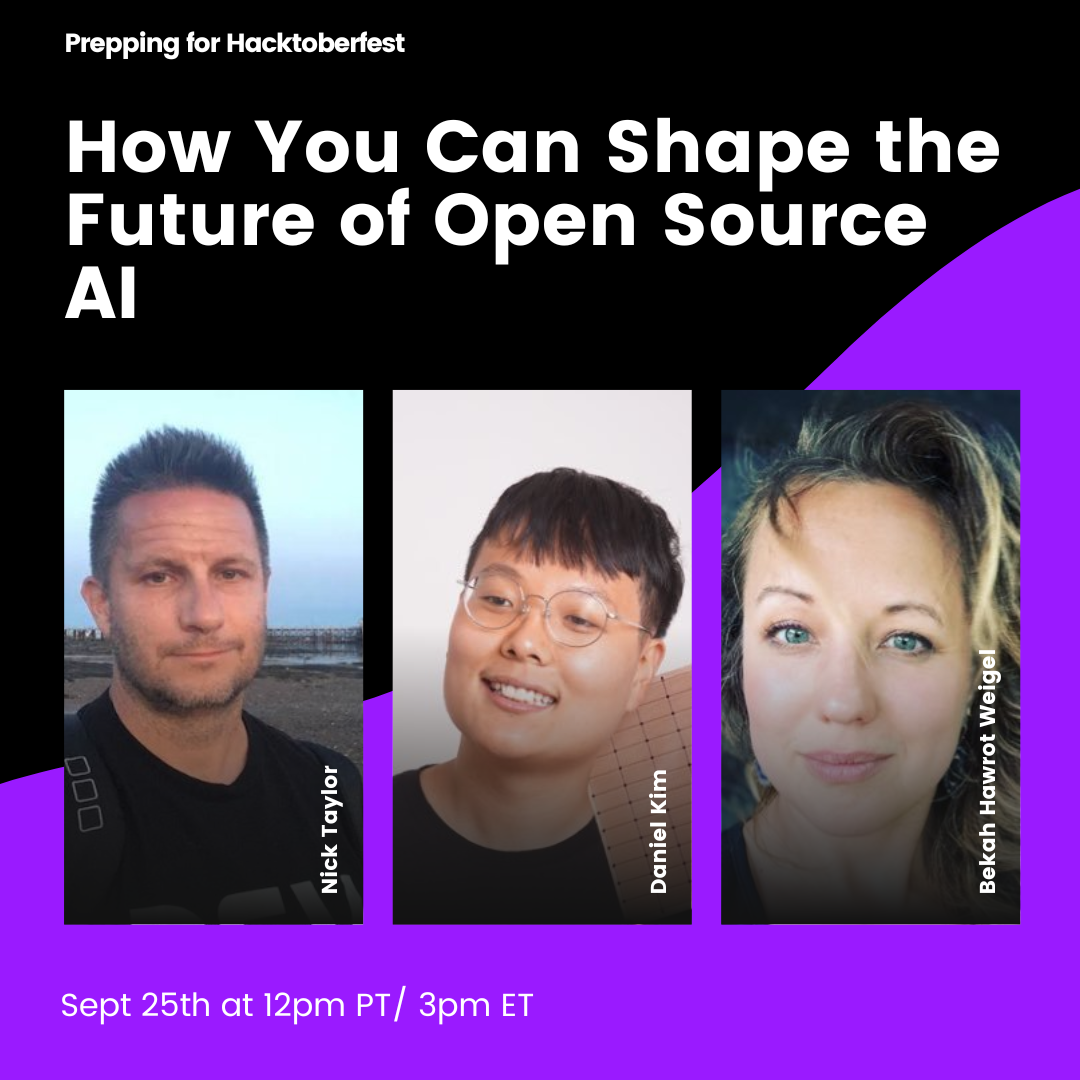 Prepping for Hacktoberfest
How You Can Shape the
Future of Open Source
AI
Nick Taylor
Daniel Kim
Bekah Hawrot Weigel
Sept 25th at 12pm PT/ 3pm ET